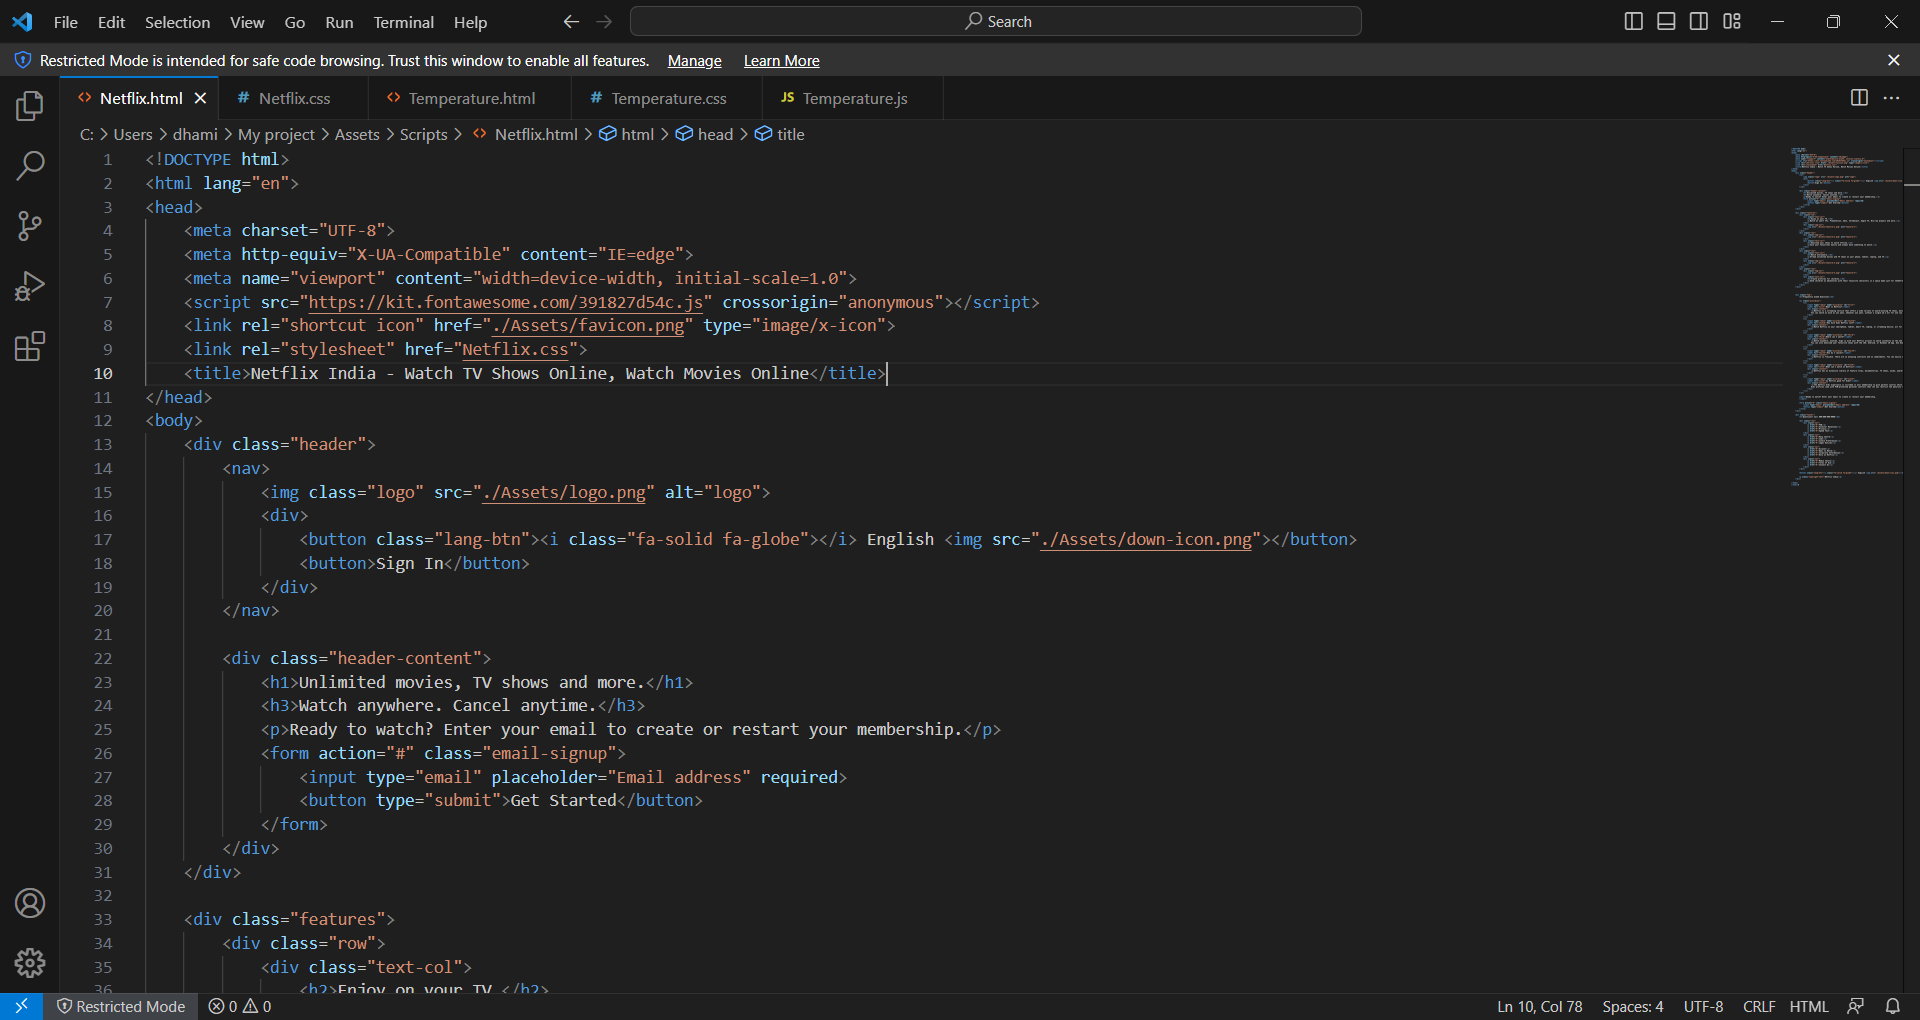 File Edit Selection View Go Run Terminal Help Search
Restricted Mode is intended for safe code browsing. Trust this window to enable all features. Manage Learn More
Netflix.html # Netflix.css Temperature.html # Temperature.css JS Temperature.js
C: > Users > dhami > My project > Assets > Scripts > Netflix.html > html > head > title
1 <!DOCTYPE html>
2 <html lang="en">
3 <head>
4 <meta charset="UTF-8">
5 <meta http-equiv="X-UA-Compatible" content="IE=edge">
6 <meta name="viewport" content="width=device-width, initial-scale=1.0">
7 <script src="https://kit.fontawesome.com/391827d54c.js" crossorigin="anonymous"></script>
8 <link rel="shortcut icon" href="./Assets/favicon.png" type="image/x-icon">
9 <link rel="stylesheet" href="Netflix.css">
10 <title>Netflix India - Watch TV Shows Online, Watch Movies Online</title>
11 </head>
12 <body>
13 <div class="header">
14 <nav>
15 <img class="logo" src="./Assets/logo.png" alt="logo">
16 <div>
17 <button class="lang-btn"><i class="fa-solid fa-globe"></i> English <img src="./Assets/down-icon.png"></button>
18 <button>Sign In</button>
19 </div>
20 </nav>
21
22 <div class="header-content">
23 <h1>Unlimited movies, TV shows and more.</h1>
24 <h3>Watch anywhere. Cancel anytime.</h3>
25 <p>Ready to watch? Enter your email to create or restart your membership.</p>
26 <form action="#" class="email-signup">
27 <input type="email" placeholder="Email address" required>
28 <button type="submit">Get Started</button>
29 </form>
30 </div>
31 </div>
32
33 <div class="features">
34 <div class="row">
35 <div class="text-col">
36 <h2>Enjoy on your TV.</h2>
Restricted Mode 0 0 Ln 10, Col 78 Spaces: 4 UTF-8 CRLF HTML